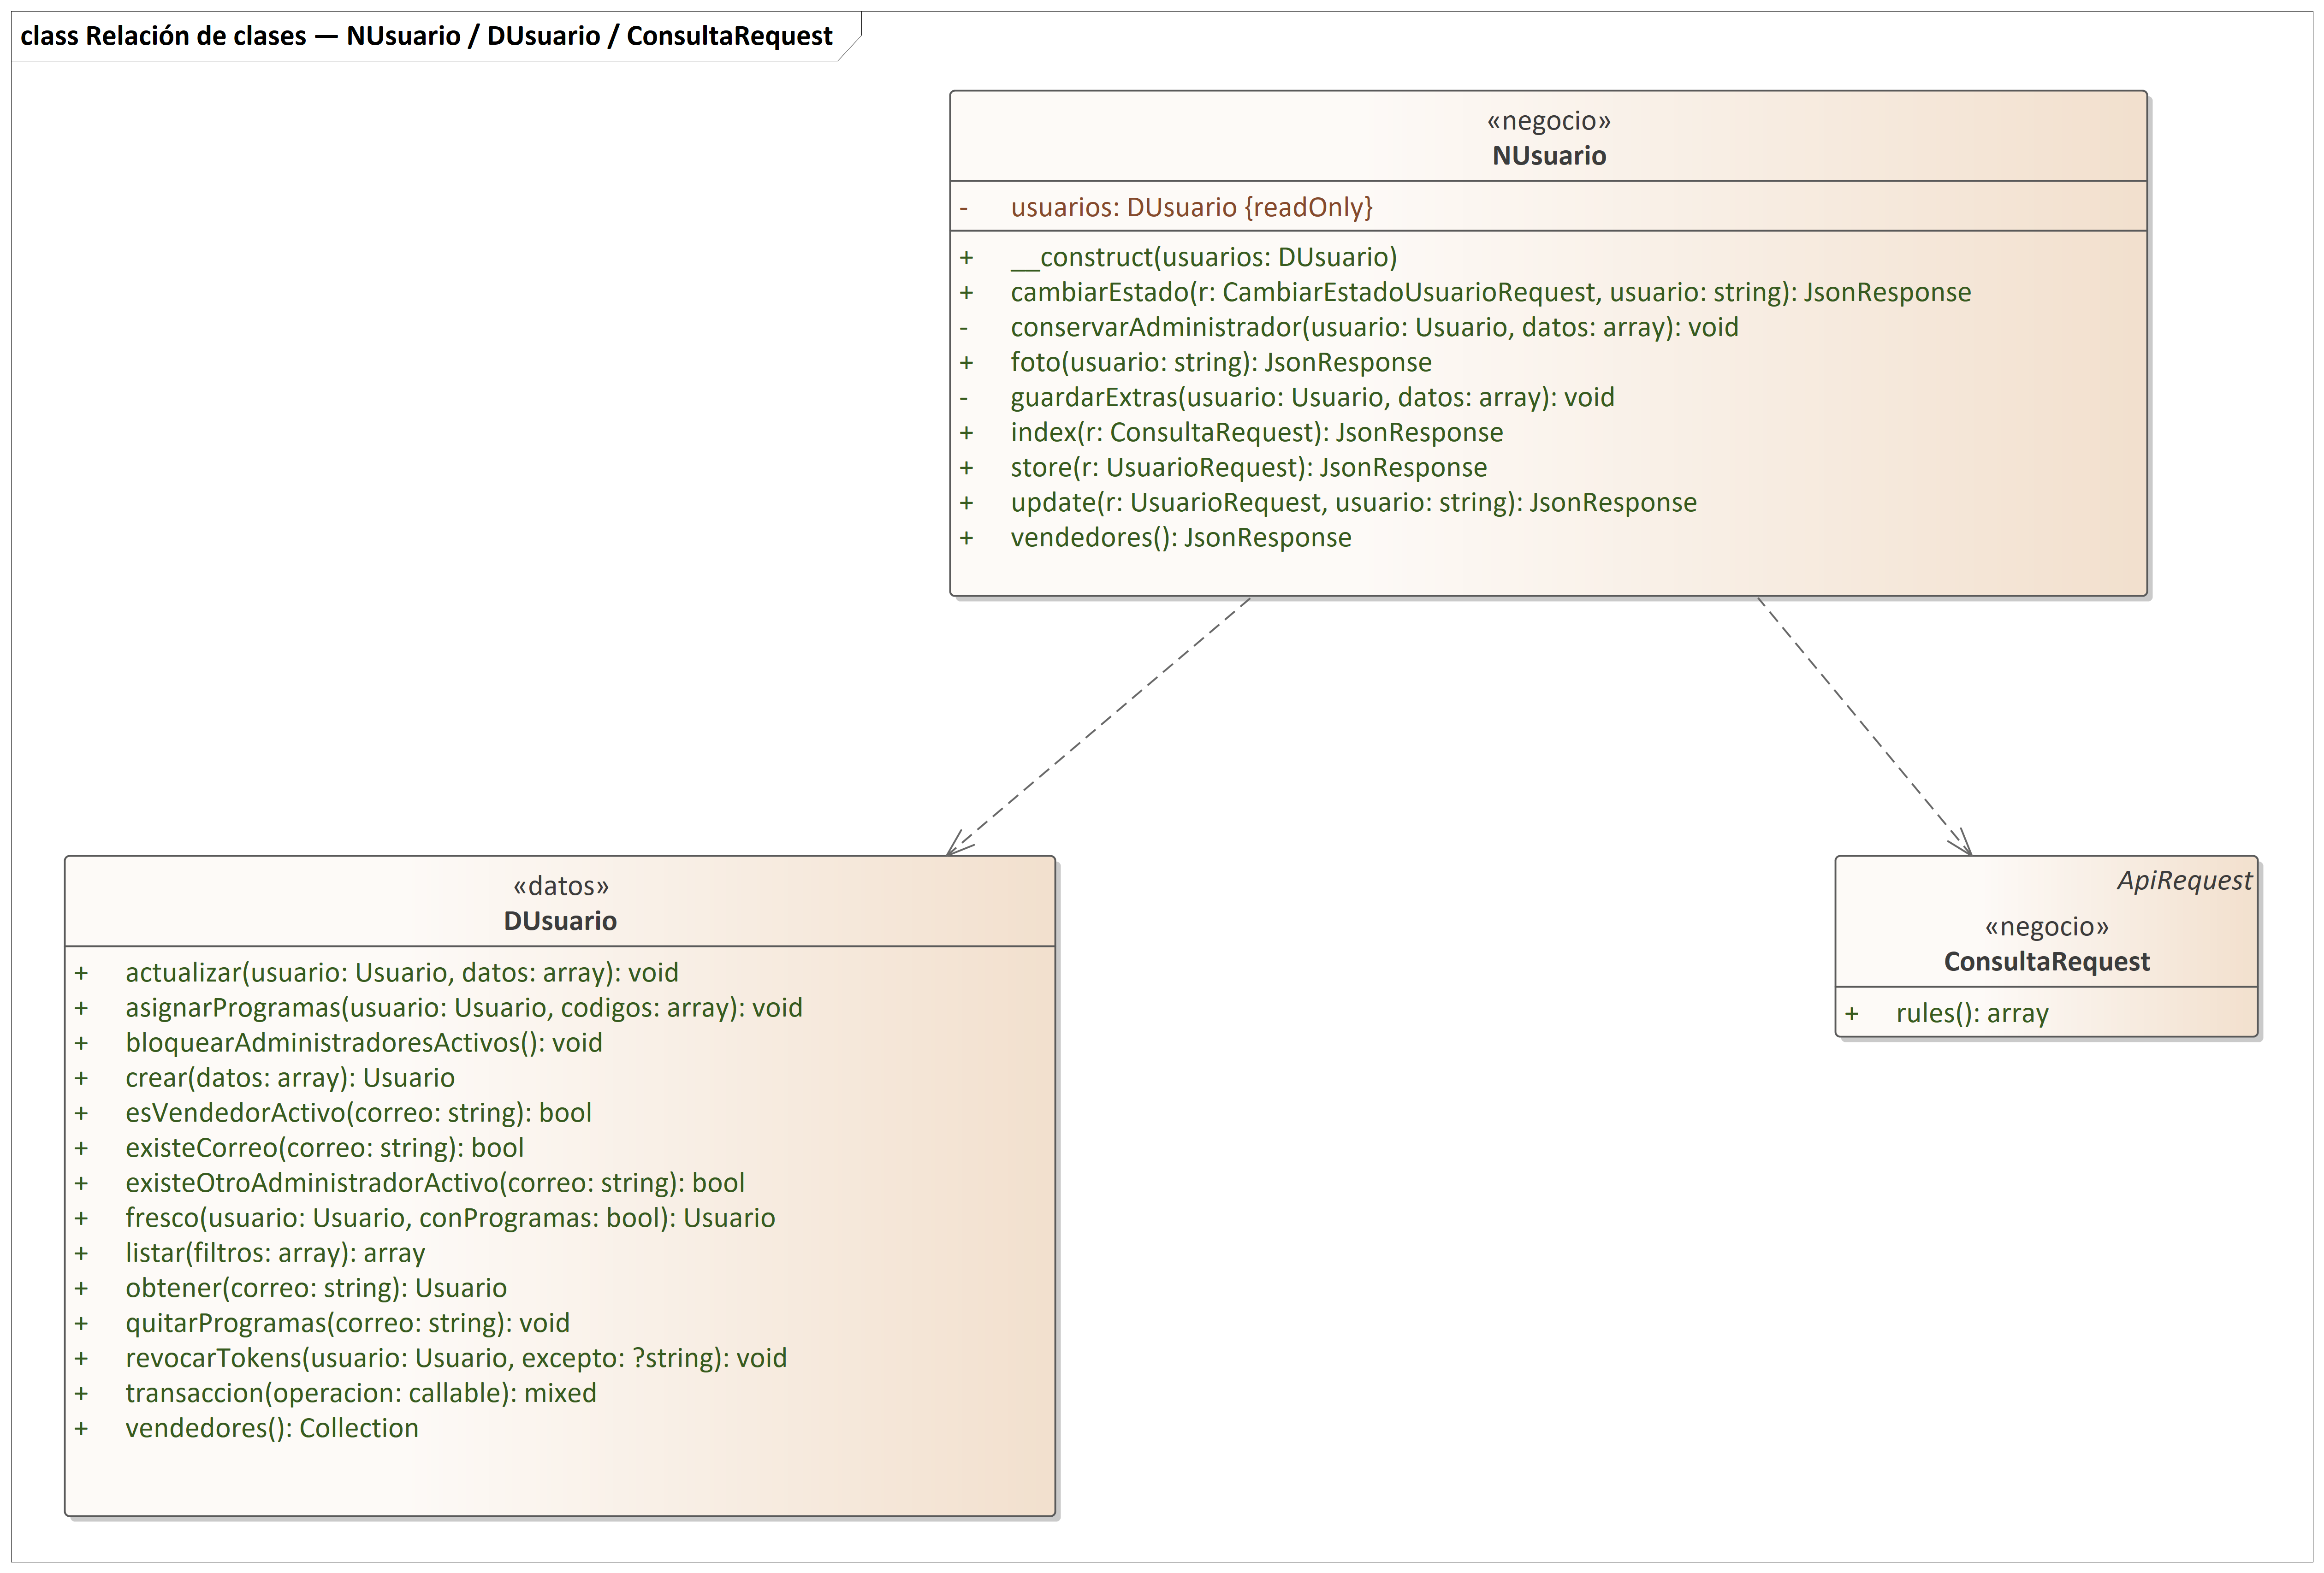 class Relación de clases — NUsuario / DUsuario / ConsultaRequest
«negocio»
NUsuario
- usuarios: DUsuario {readOnly}
+ __construct(usuarios: DUsuario)
+ cambiarEstado(r: CambiarEstadoUsuarioRequest, usuario: string): JsonResponse
- conservarAdministrador(usuario: Usuario, datos: array): void
+ foto(usuario: string): JsonResponse
- guardarExtras(usuario: Usuario, datos: array): void
+ index(r: ConsultaRequest): JsonResponse
+ store(r: UsuarioRequest): JsonResponse
+ update(r: UsuarioRequest, usuario: string): JsonResponse
+ vendedores(): JsonResponse
«datos»
DUsuario
+ actualizar(usuario: Usuario, datos: array): void
+ asignarProgramas(usuario: Usuario, codigos: array): void
+ bloquearAdministradoresActivos(): void
+ crear(datos: array): Usuario
+ esVendedorActivo(correo: string): bool
+ existeCorreo(correo: string): bool
+ existeOtroAdministradorActivo(correo: string): bool
+ fresco(usuario: Usuario, conProgramas: bool): Usuario
+ listar(filtros: array): array
+ obtener(correo: string): Usuario
+ quitarProgramas(correo: string): void
+ revocarTokens(usuario: Usuario, excepto: ?string): void
+ transaccion(operacion: callable): mixed
+ vendedores(): Collection
ApiRequest
«negocio»
ConsultaRequest
+ rules(): array